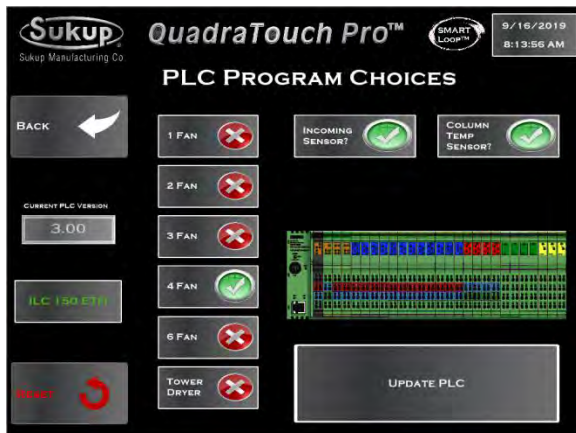 Sukup
Sukup Manufacturing Co
QuadraTouch Pro™
SMART
LOOP™
9/16/2019
8:13:56 AM
PLC PROGRAM CHOICES
BACK
CURRENT PLC VERSION
3.00
ILC 150 ETH
RESET
1 FAN
2 FAN
3 FAN
4 FAN
6 FAN
TOWER
DRYER
INCOMING
SENSOR?
COLUMN
TEMP
SENSOR?
UPDATE PLC